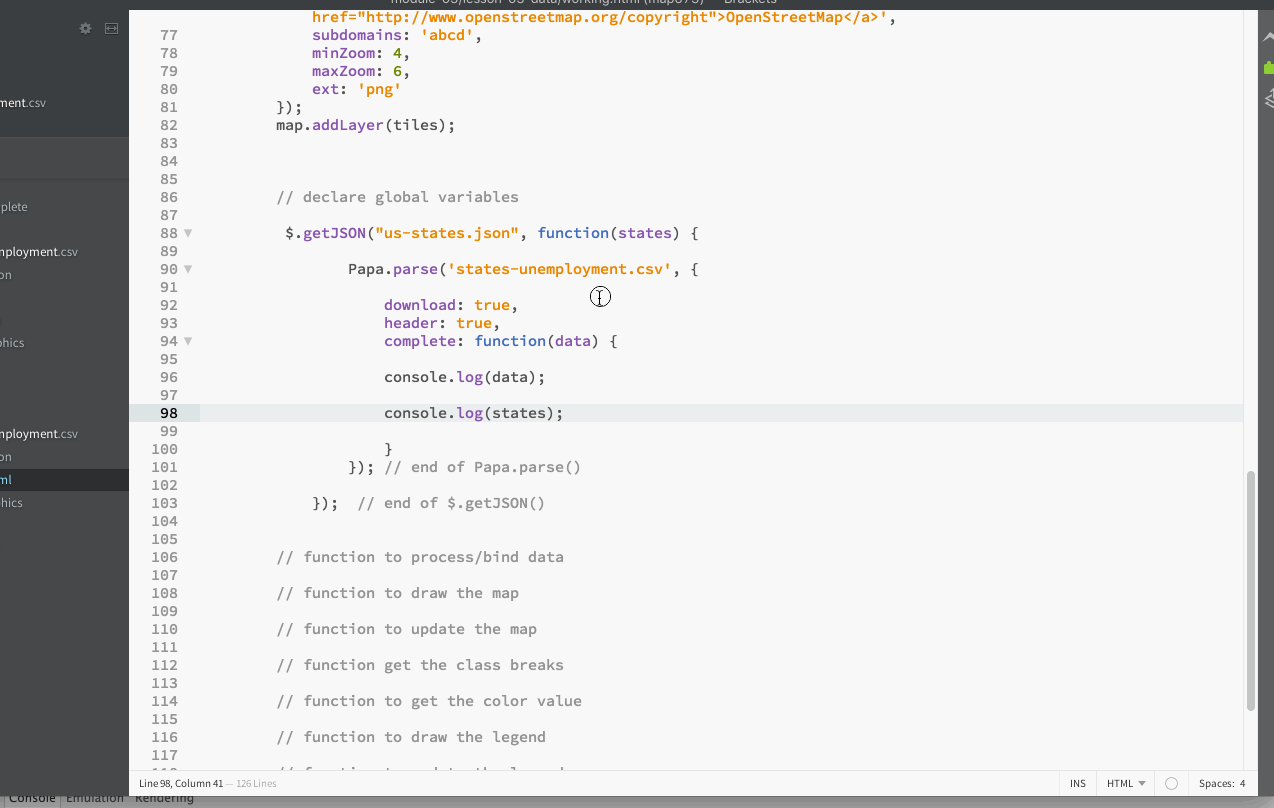 module-05/lesson-05-data/working.html (map673) — Brackets
href="http://www.openstreetmap.org/copyright">OpenStreetMap</a>',
77 subdomains: 'abcd',
78 minZoom: 4,
79 maxZoom: 6,
80 ext: 'png'
81 });
82 map.addLayer(tiles);
83
84
85
86 // declare global variables
87
88 $.getJSON("us-states.json", function(states) {
89
90 Papa.parse('states-unemployment.csv', {
91
92 download: true,
93 header: true,
94 complete: function(data) {
95
96 console.log(data);
97
98 console.log(states);
99
100 }
101 }); // end of Papa.parse()
102
103 });  // end of $.getJSON()
104
105
106 // function to process/bind data
107
108 // function to draw the map
109
110 // function to update the map
111
112 // function get the class breaks
113
114 // function to get the color value
115
116 // function to draw the legend
117
ment.csv
plete
mployment.csv
on
phics
mployment.csv
on
ml
hics
Line 98, Column 41 — 126 Lines
INS HTML Spaces: 4
Console Emulation Rendering